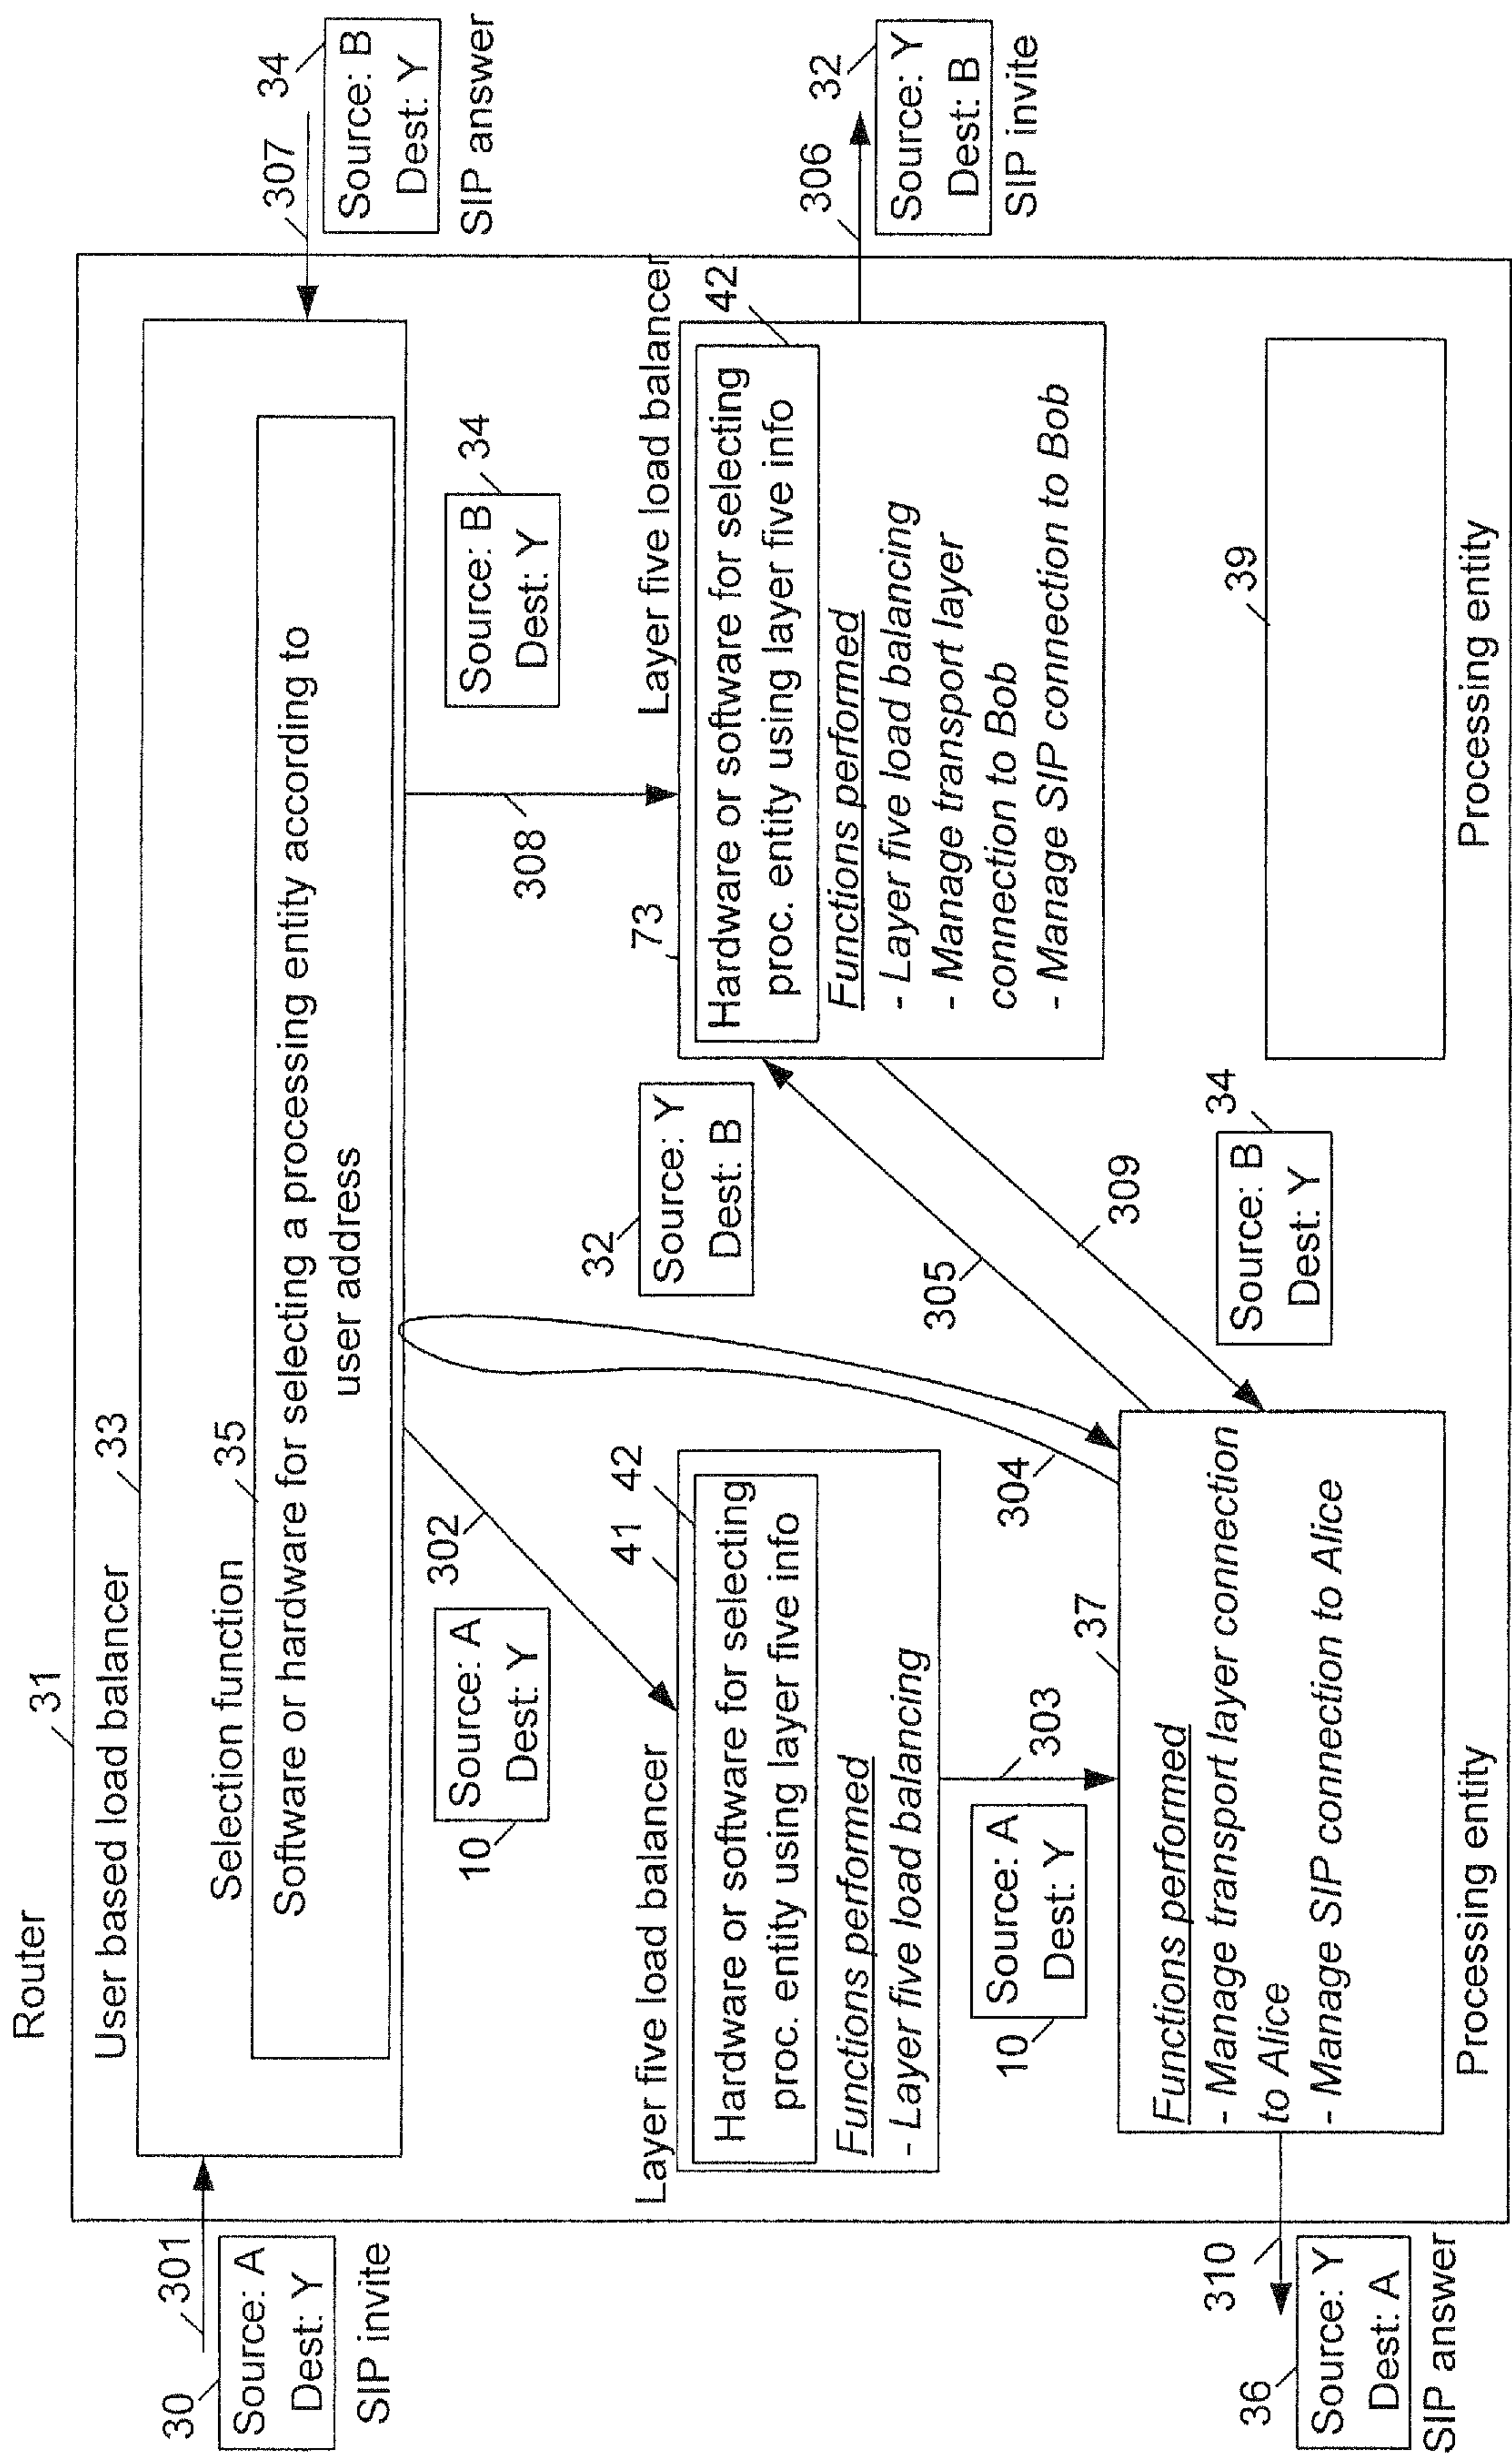 Router
31
User based load balancer
33
Selection function
35
Software or hardware for selecting a processing entity according to
user address
301
30
Source: A
Dest: Y
SIP invite
307
34
Source: B
Dest: Y
SIP answer
302
10
Source: A
Dest: Y
308
Source: B
Dest: Y
34
Layer five load balancer
41
42
Hardware or software for selecting
proc. entity using layer five info
Functions performed
- Layer five load balancing
32
Source: Y
Dest: B
73
Layer five load balancer
42
Hardware or software for selecting
proc. entity using layer five info
Functions performed
- Layer five load balancing
- Manage transport layer
connection to Bob
- Manage SIP connection to Bob
306
32
Source: Y
Dest: B
SIP invite
10
Source: A
Dest: Y
303
304
305
309
34
Source: B
Dest: Y
37
Functions performed
- Manage transport layer connection
to Alice
- Manage SIP connection to Alice
Processing entity
39
Processing entity
310
36
Source: Y
Dest: A
SIP answer